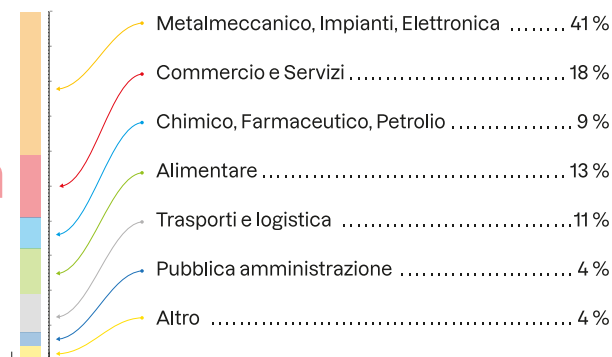 Metalmeccanico, Impianti, Elettronica ........ 41 %
Commercio e Servizi ................................ 18 %
Chimico, Farmaceutico, Petrolio ................. 9 %
Alimentare ............................................. 13 %
Trasporti e logistica ................................. 11 %
Pubblica amministrazione ........................ 4 %
Altro ...................................................... 4 %